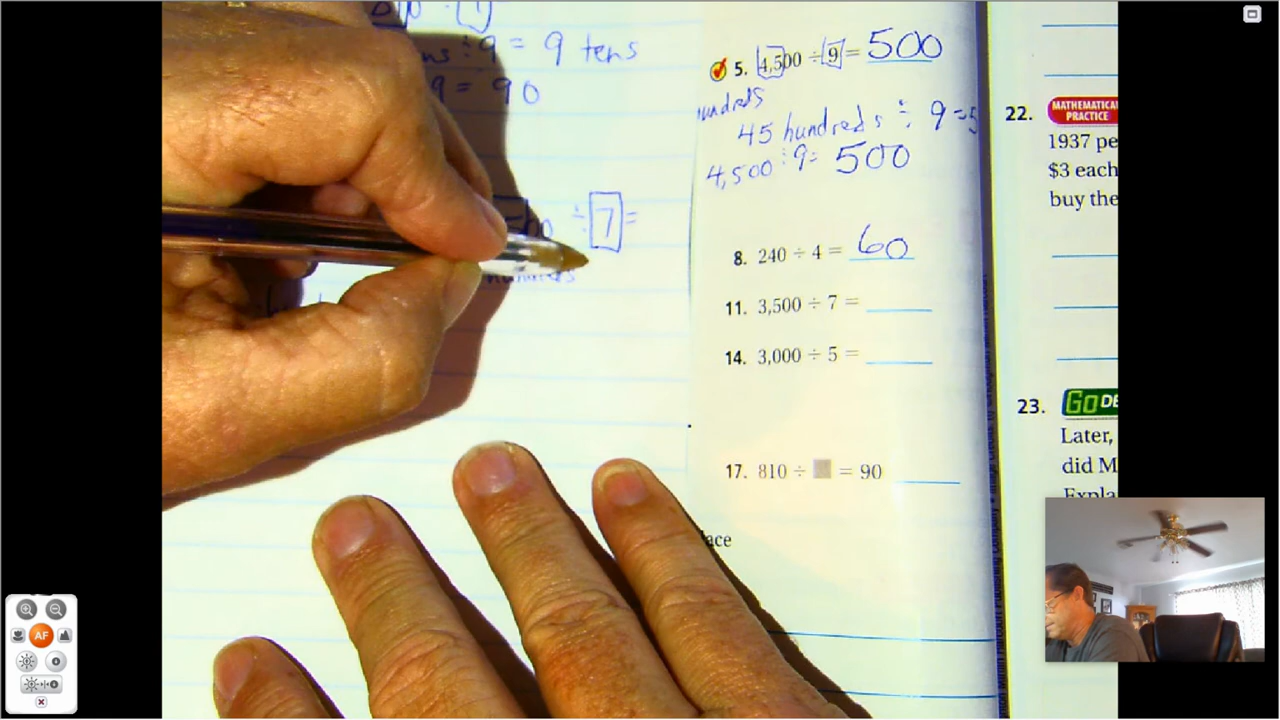 ÷ 9 = 9 tens
9 = 90
÷ 7 =
5. 4,500 ÷ 9 = 500
hundreds
45 hundreds ÷ 9 = 5
4,500 ÷ 9 = 500
8. 240 ÷ 4 = 60
11. 3,500 ÷ 7 =
14. 3,000 ÷ 5 =
17. 810 ÷ ■ = 90
22. MATHEMATICAL
PRACTICE
1937 pe
$3 each
buy the
23. Go DE
Later,
did M
Expla
AF